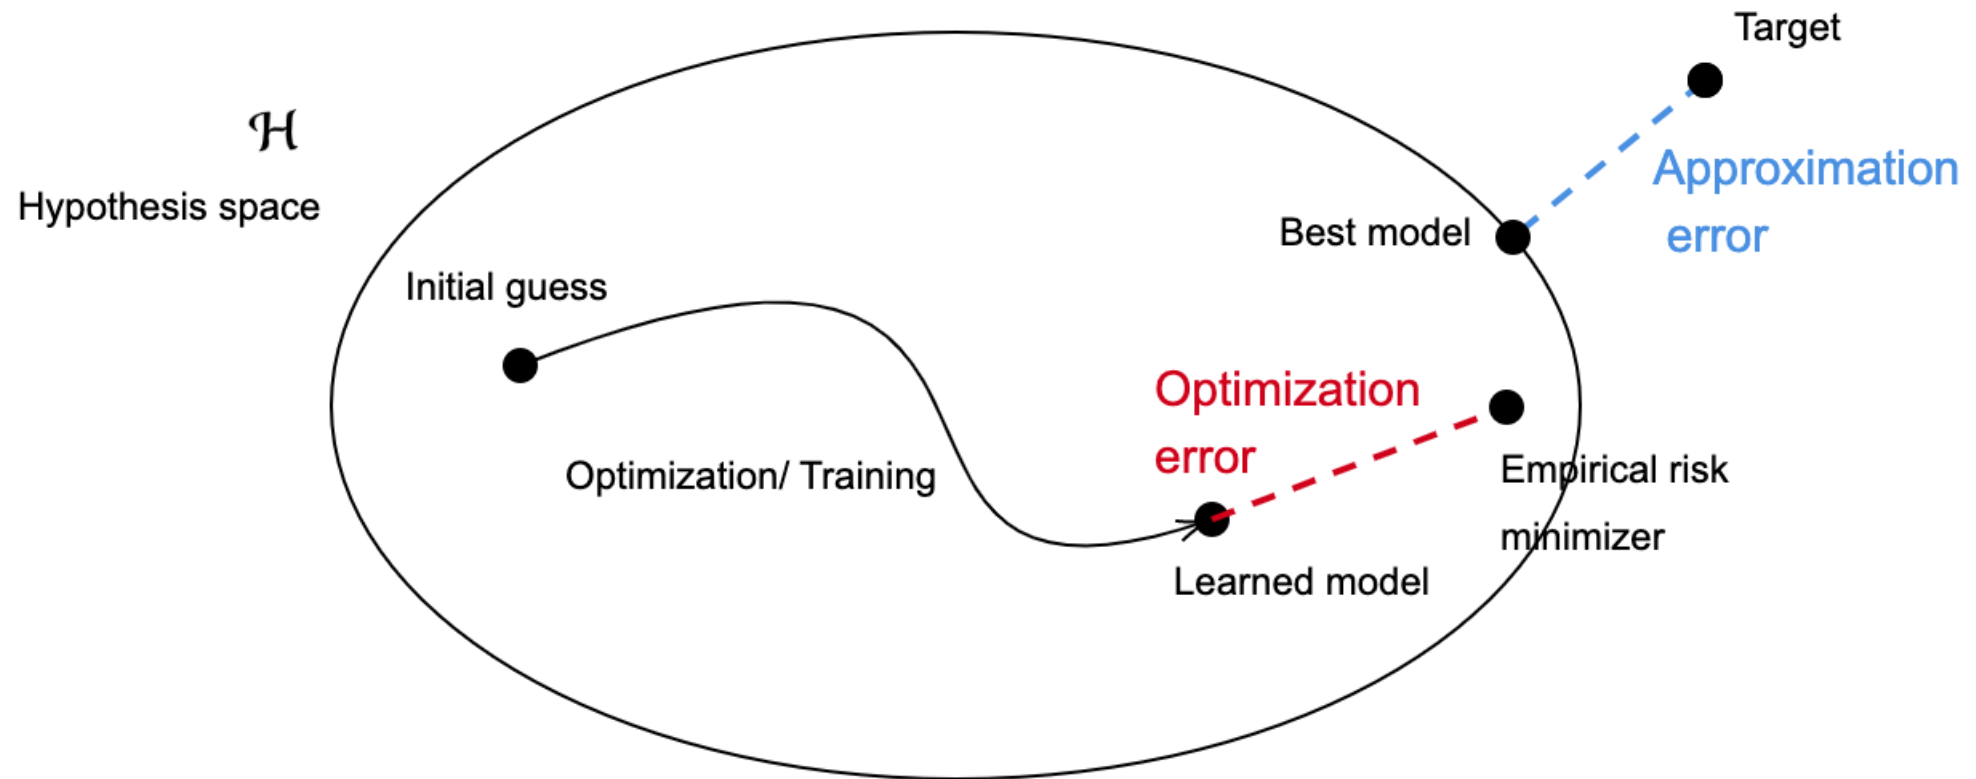 Target
ℋ
Hypothesis space
Approximation
error
Best model
Initial guess
Optimization
error
Optimization/ Training
Empirical risk
minimizer
Learned model